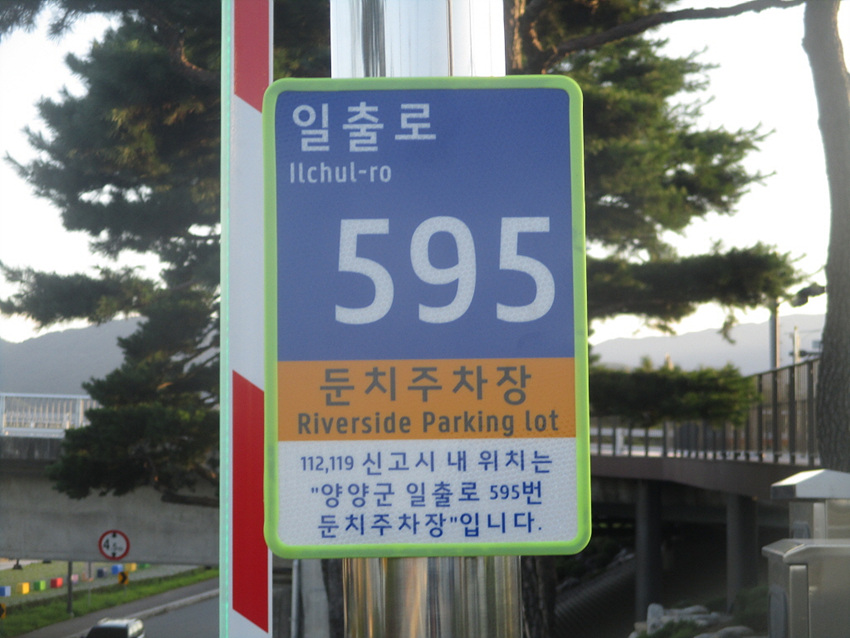 일출로
Ilchul-ro
595
둔치주차장
Riverside Parking lot
112,119 신고시 내 위치는
"양양군 일출로 595번
둔치주차장"입니다.